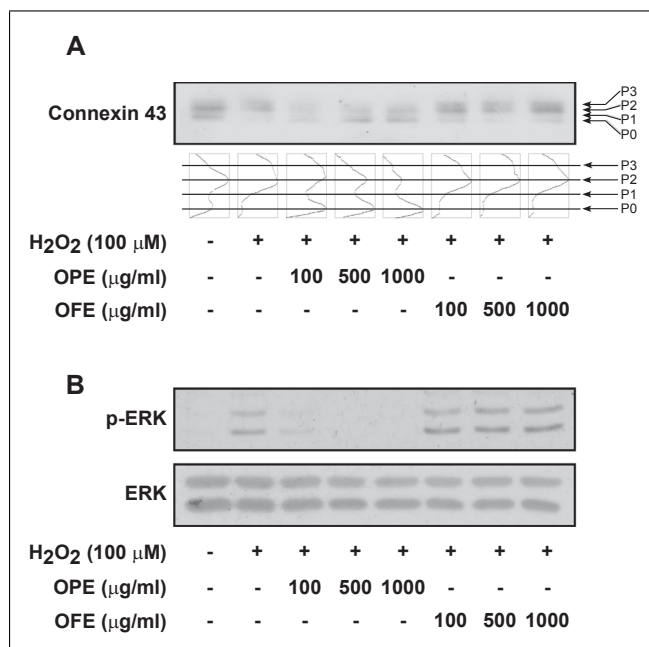 A
Connexin 43
P3
P2
P1
P0
P3
P2
P1
P0
H₂O₂ (100 μM) - + + + + + + +
OPE (μg/ml) - - 100 500 1000 - - -
OFE (μg/ml) - - - - - 100 500 1000
B
p-ERK
ERK
H₂O₂ (100 μM) - + + + + + + +
OPE (μg/ml) - - 100 500 1000 - - -
OFE (μg/ml) - - - - - 100 500 1000